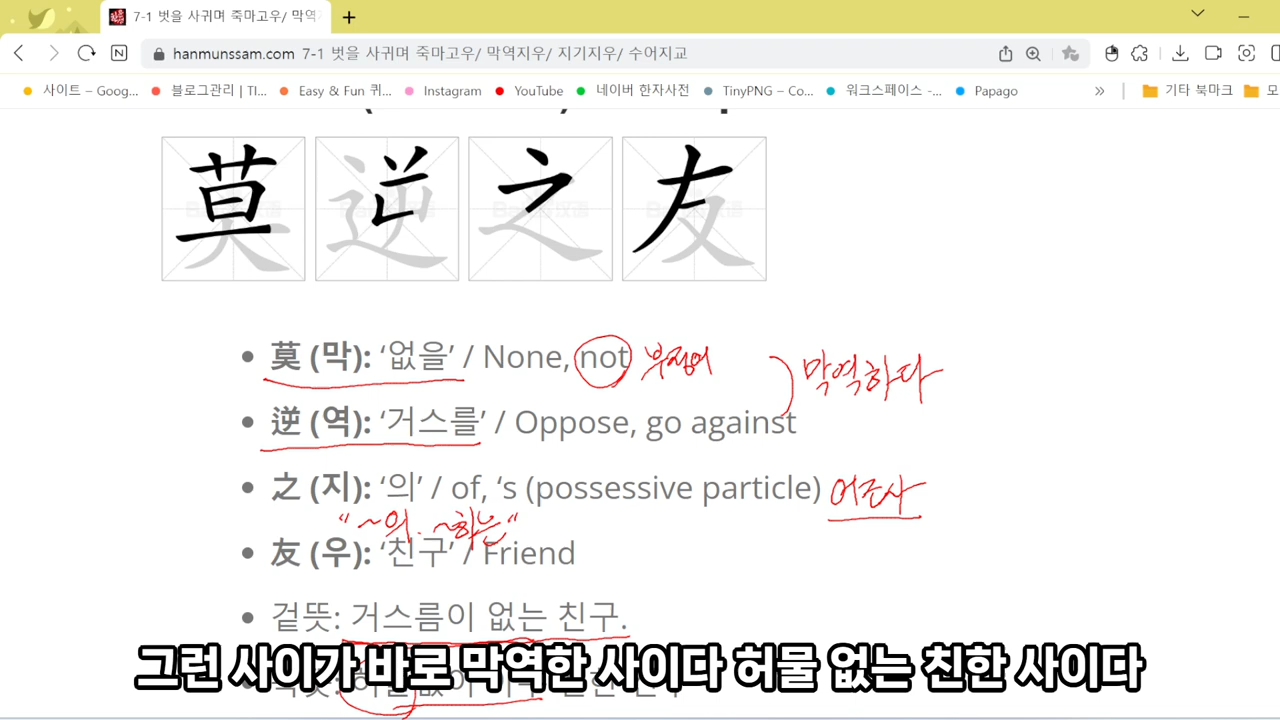 7-1 벗을 사귀며 죽마고우/ 막역지
hanmunssam.com 7-1 벗을 사귀며 죽마고우/ 막역지우/ 지기지우/ 수어지교
사이트 – Goog... 블로그관리 | TI... Easy & Fun 퀴... Instagram YouTube 네이버 한자사전 TinyPNG – Co... 워크스페이스 -... Papago » 기타 북마크 모
莫逆之友
莫 (막): ‘없을’ / None, not 부정어
막역하다
逆 (역): ‘거스를’ / Oppose, go against
之 (지): ‘의’ / of, ‘s (possessive particle) 어조사
“~의. ~하는”
友 (우): ‘친구’ / Friend
겉뜻: 거스름이 없는 친구.
그런 사이가 바로 막역한 사이다 허물 없는 친한 사이다